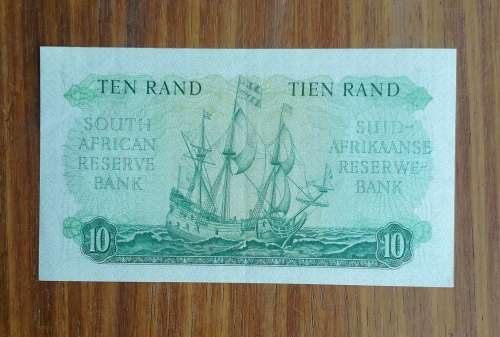 TEN RAND
TIEN RAND
SOUTH
AFRICAN
RESERVE
BANK
SUID-
AFRIKAANSE
RESERWE-
BANK
10
10